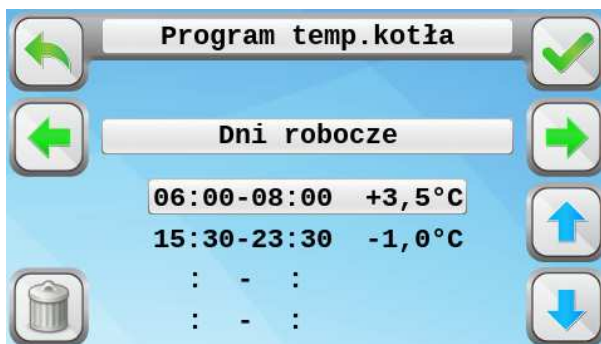 Program temp.kotła
Dni robocze
06:00-08:00 +3,5°C
15:30-23:30 -1,0°C
: - :
: - :